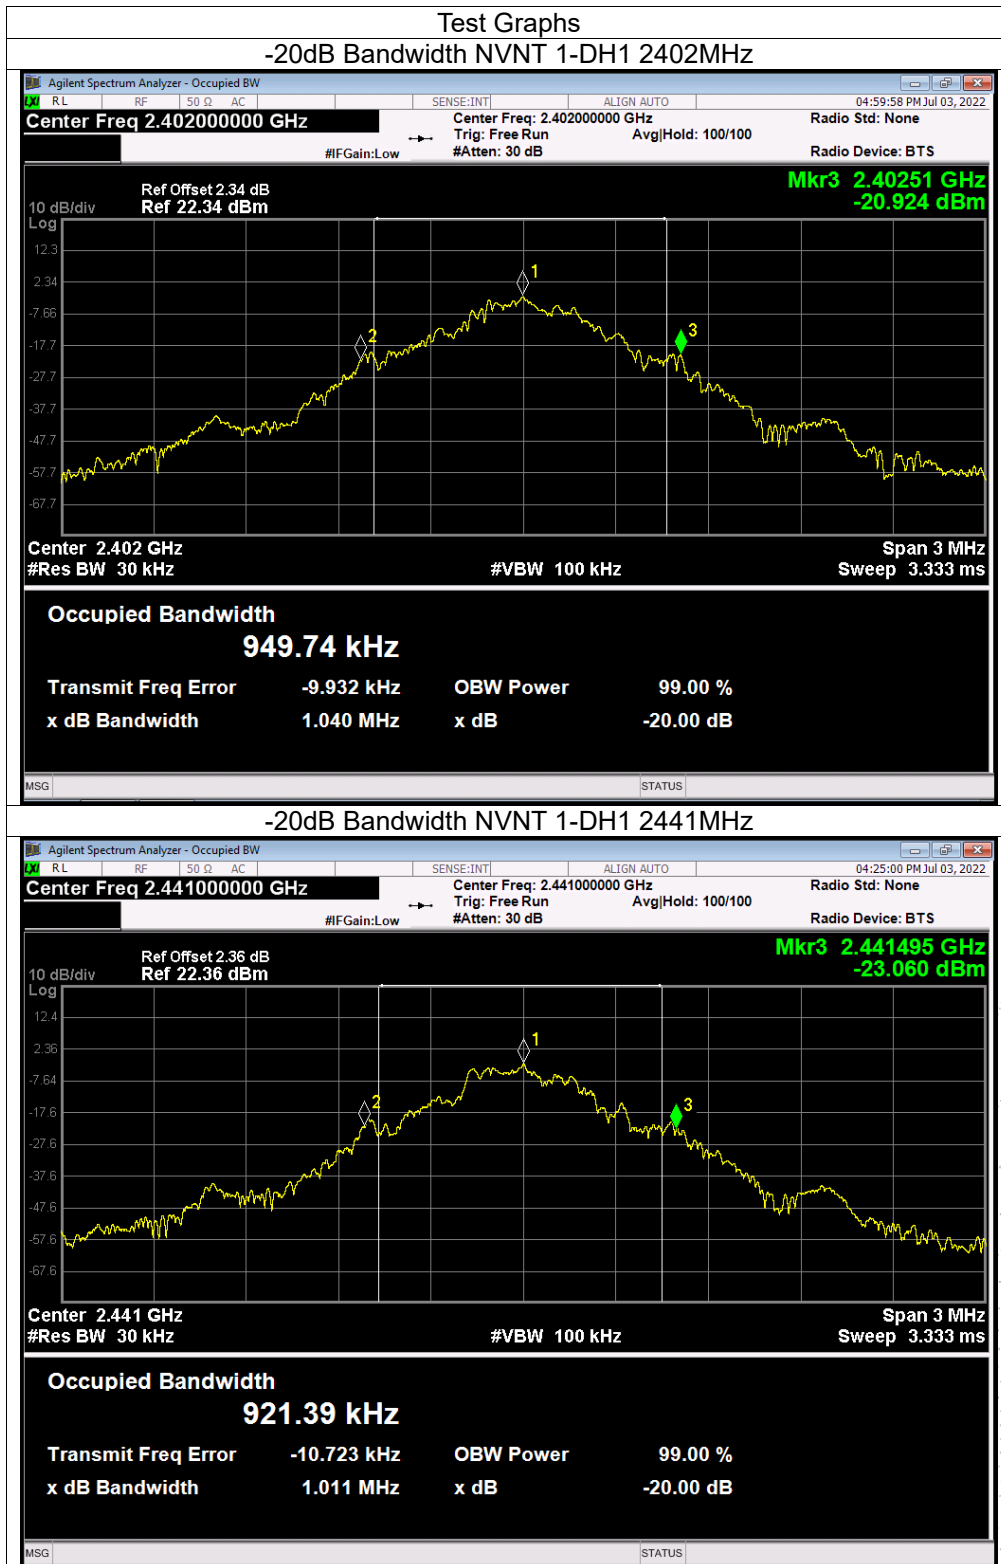 Test Graphs
-20dB Bandwidth NVNT 1-DH1 2402MHz
Agilent Spectrum Analyzer - Occupied BW
LXI RL RF 50 Ω AC SENSE:INT ALIGN AUTO 04:59:58 PM Jul 03, 2022
Center Freq 2.402000000 GHz Center Freq: 2.402000000 GHz Radio Std: None
Trig: Free Run Avg|Hold: 100/100
#IFGain:Low #Atten: 30 dB Radio Device: BTS
Mkr3 2.40251 GHz
Ref Offset 2.34 dB
10 dB/div Ref 22.34 dBm -20.924 dBm
Log
12.3
1
2.34
-7.66
2 3
-17.7
-27.7
-37.7
-47.7
-57.7
-67.7
Center 2.402 GHz Span 3 MHz
#Res BW 30 kHz #VBW 100 kHz Sweep 3.333 ms
Occupied Bandwidth
949.74 kHz
Transmit Freq Error -9.932 kHz OBW Power 99.00 %
x dB Bandwidth 1.040 MHz x dB -20.00 dB
MSG STATUS
-20dB Bandwidth NVNT 1-DH1 2441MHz
Agilent Spectrum Analyzer - Occupied BW
LXI RL RF 50 Ω AC SENSE:INT ALIGN AUTO 04:25:00 PM Jul 03, 2022
Center Freq 2.441000000 GHz Center Freq: 2.441000000 GHz Radio Std: None
Trig: Free Run Avg|Hold: 100/100
#IFGain:Low #Atten: 30 dB Radio Device: BTS
Mkr3 2.441495 GHz
Ref Offset 2.36 dB
10 dB/div Ref 22.36 dBm -23.060 dBm
Log
12.4
1
2.36
-7.64
2 3
-17.6
-27.6
-37.6
-47.6
-57.6
-67.6
Center 2.441 GHz Span 3 MHz
#Res BW 30 kHz #VBW 100 kHz Sweep 3.333 ms
Occupied Bandwidth
921.39 kHz
Transmit Freq Error -10.723 kHz OBW Power 99.00 %
x dB Bandwidth 1.011 MHz x dB -20.00 dB
MSG STATUS